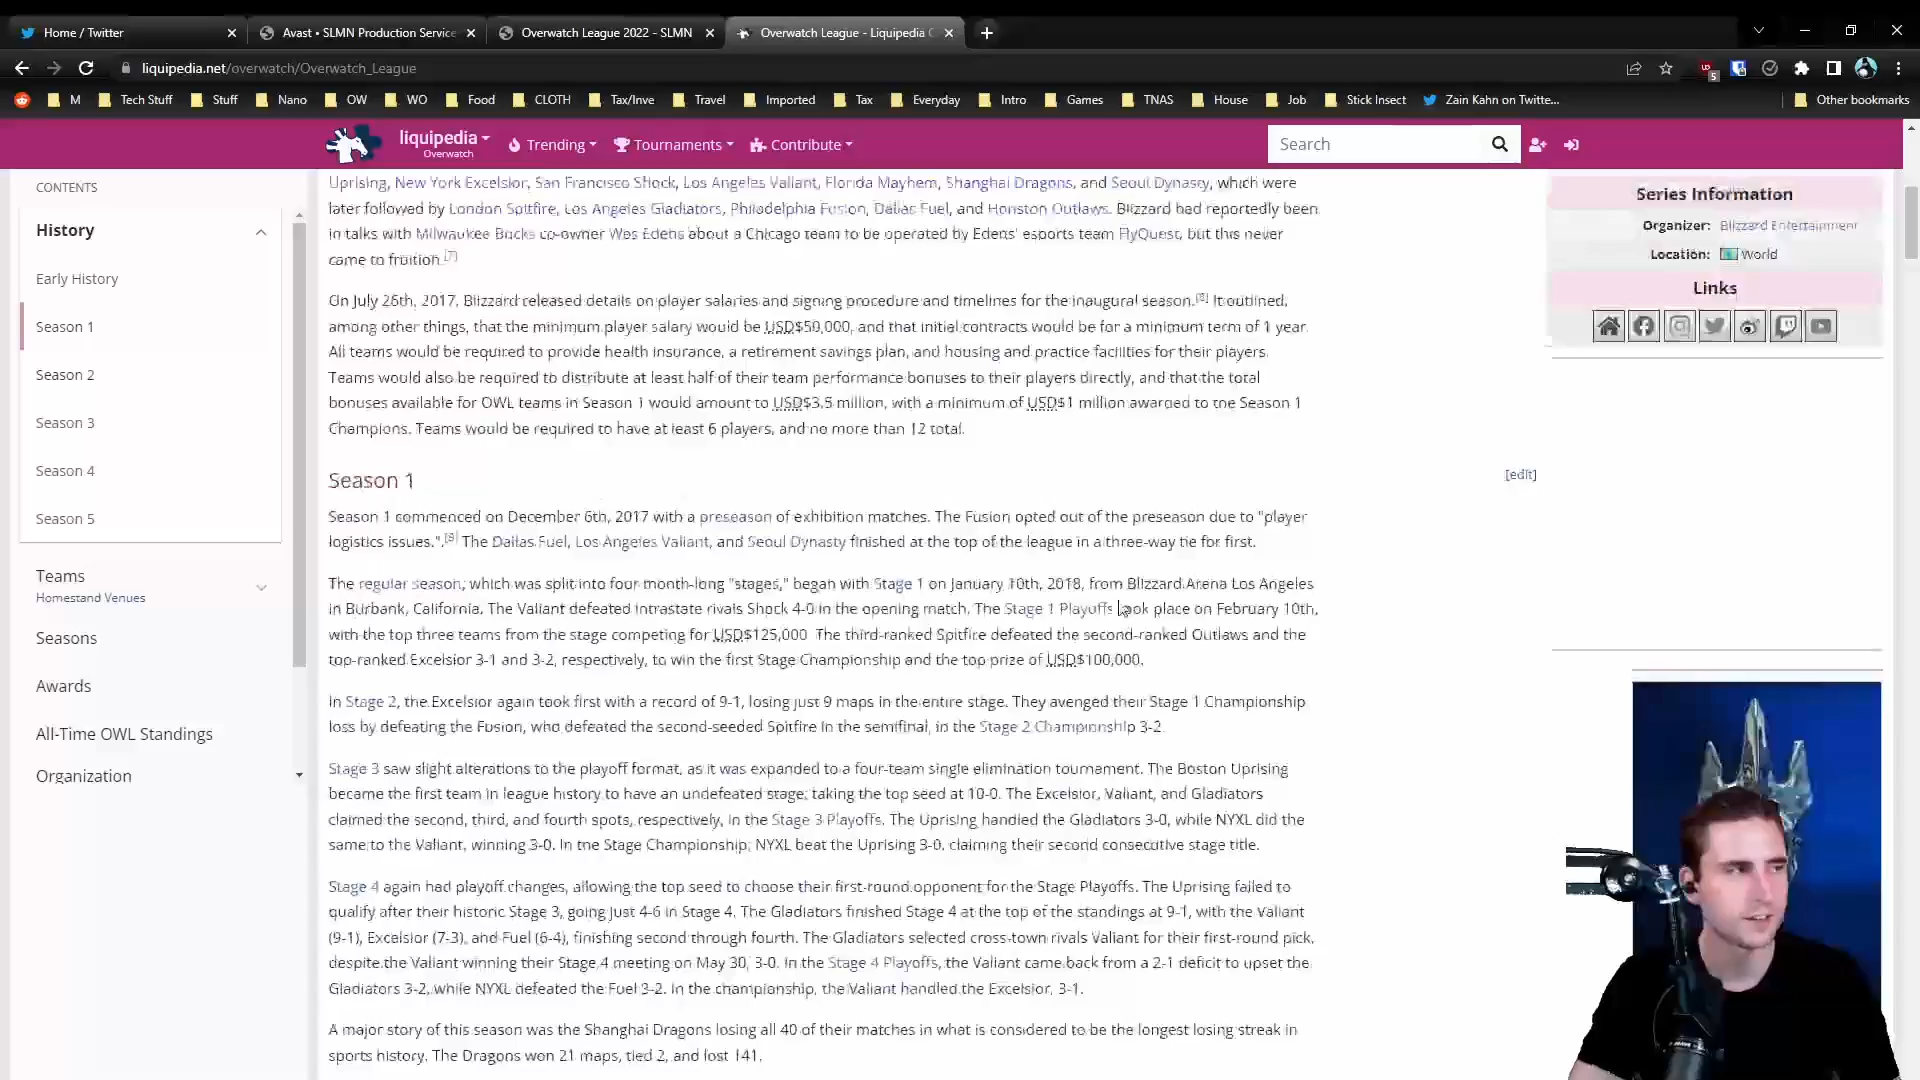 Home / Twitter
Avast • SLMN Production Service
Overwatch League 2022 - SLMN
Overwatch League - Liquipedia O
liquipedia.net/overwatch/Overwatch_League
5
M Tech Stuff Stuff Nano OW WO Food CLOTH Tax/Inve Travel Imported Tax Everyday Intro Games TNAS House Job Stick Insect Zain Kahn on Twitte... Other bookmarks
liquipedia
Overwatch
Trending
Tournaments
Contribute
Search
CONTENTS
History
Early History
Season 1
Season 2
Season 3
Season 4
Season 5
Teams
Homestand Venues
Seasons
Awards
All-Time OWL Standings
Organization
Uprising, New York Excelsior, San Francisco Shock, Los Angeles Valiant, Florida Mayhem, Shanghai Dragons, and Seoul Dynasty, which were
later followed by London Spitfire, Los Angeles Gladiators, Philadelphia Fusion, Dallas Fuel, and Houston Outlaws. Blizzard had reportedly been
in talks with Milwaukee Bucks co-owner Wes Edens about a Chicago team to be operated by Edens' esports team FlyQuest, but this never
came to fruition.[7]
On July 26th, 2017, Blizzard released details on player salaries and signing procedure and timelines for the inaugural season.[8] It outlined,
among other things, that the minimum player salary would be USD$50,000, and that initial contracts would be for a minimum term of 1 year.
All teams would be required to provide health insurance, a retirement savings plan, and housing and practice facilities for their players.
Teams would also be required to distribute at least half of their team performance bonuses to their players directly, and that the total
bonuses available for OWL teams in Season 1 would amount to USD$3.5 million, with a minimum of USD$1 million awarded to the Season 1
Champions. Teams would be required to have at least 6 players, and no more than 12 total.
Season 1
[edit]
Season 1 commenced on December 6th, 2017 with a preseason of exhibition matches. The Fusion opted out of the preseason due to "player
logistics issues.".[9] The Dallas Fuel, Los Angeles Valiant, and Seoul Dynasty finished at the top of the league in a three-way tie for first.
The regular season, which was split into four month-long "stages," began with Stage 1 on January 10th, 2018, from Blizzard Arena Los Angeles
in Burbank, California. The Valiant defeated intrastate rivals Shock 4-0 in the opening match. The Stage 1 Playoffs took place on February 10th,
with the top three teams from the stage competing for USD$125,000 The third-ranked Spitfire defeated the second-ranked Outlaws and the
top-ranked Excelsior 3-1 and 3-2, respectively, to win the first Stage Championship and the top prize of USD$100,000.
In Stage 2, the Excelsior again took first with a record of 9-1, losing just 9 maps in the entire stage. They avenged their Stage 1 Championship
loss by defeating the Fusion, who defeated the second-seeded Spitfire in the semifinal, in the Stage 2 Championship 3-2.
Stage 3 saw slight alterations to the playoff format, as it was expanded to a four-team single elimination tournament. The Boston Uprising
became the first team in league history to have an undefeated stage, taking the top seed at 10-0. The Excelsior, Valiant, and Gladiators
claimed the second, third, and fourth spots, respectively, in the Stage 3 Playoffs. The Uprising handled the Gladiators 3-0, while NYXL did the
same to the Valiant, winning 3-0. In the Stage Championship, NYXL beat the Uprising 3-0, claiming their second consecutive stage title.
Stage 4 again had playoff changes, allowing the top seed to choose their first-round opponent for the Stage Playoffs. The Uprising failed to
qualify after their historic Stage 3, going just 4-6 in Stage 4. The Gladiators finished Stage 4 at the top of the standings at 9-1, with the Valiant
(9-1), Excelsior (7-3), and Fuel (6-4), finishing second through fourth. The Gladiators selected cross-town rivals Valiant for their first-round pick,
despite the Valiant winning their Stage 4 meeting on May 30, 3-0. In the Stage 4 Playoffs, the Valiant came back from a 2-1 deficit to upset the
Gladiators 3-2, while NYXL defeated the Fuel 3-2. In the championship, the Valiant handled the Excelsior, 3-1.
A major story of this season was the Shanghai Dragons losing all 40 of their matches in what is considered to be the longest losing streak in
sports history. The Dragons won 21 maps, tied 2, and lost 141.
Series Information
Organizer: Blizzard Entertainment
Location: World
Links